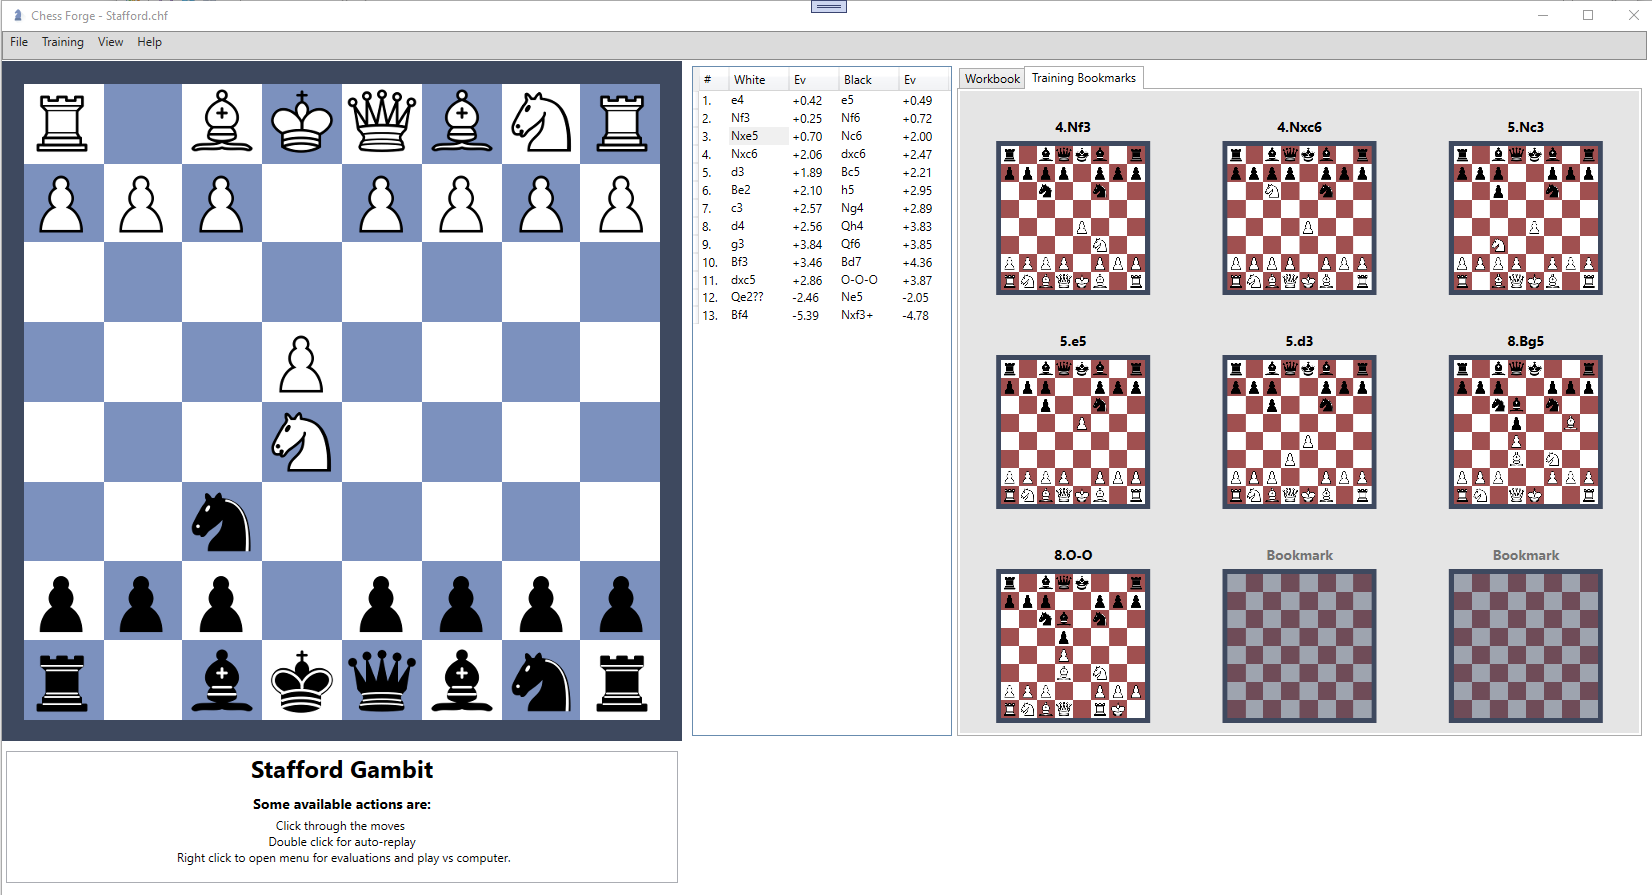 Chess Forge - Stafford.chf
File Training View Help
# White Ev Black Ev
1. e4 +0.42 e5 +0.49
2. Nf3 +0.25 Nf6 +0.72
3. Nxe5 +0.70 Nc6 +2.00
4. Nxc6 +2.06 dxc6 +2.47
5. d3 +1.89 Bc5 +2.21
6. Be2 +2.10 h5 +2.95
7. c3 +2.57 Ng4 +2.89
8. d4 +2.56 Qh4 +3.83
9. g3 +3.84 Qf6 +3.85
10. Bf3 +3.46 Bd7 +4.36
11. dxc5 +2.86 O-O-O +3.87
12. Qe2?? -2.46 Ne5 -2.05
13. Bf4 -5.39 Nxf3+ -4.78
Workbook Training Bookmarks
4.Nf3 4.Nxc6 5.Nc3
5.e5 5.d3 8.Bg5
8.O-O Bookmark Bookmark
Stafford Gambit
Some available actions are:
Click through the moves
Double click for auto-replay
Right click to open menu for evaluations and play vs computer.